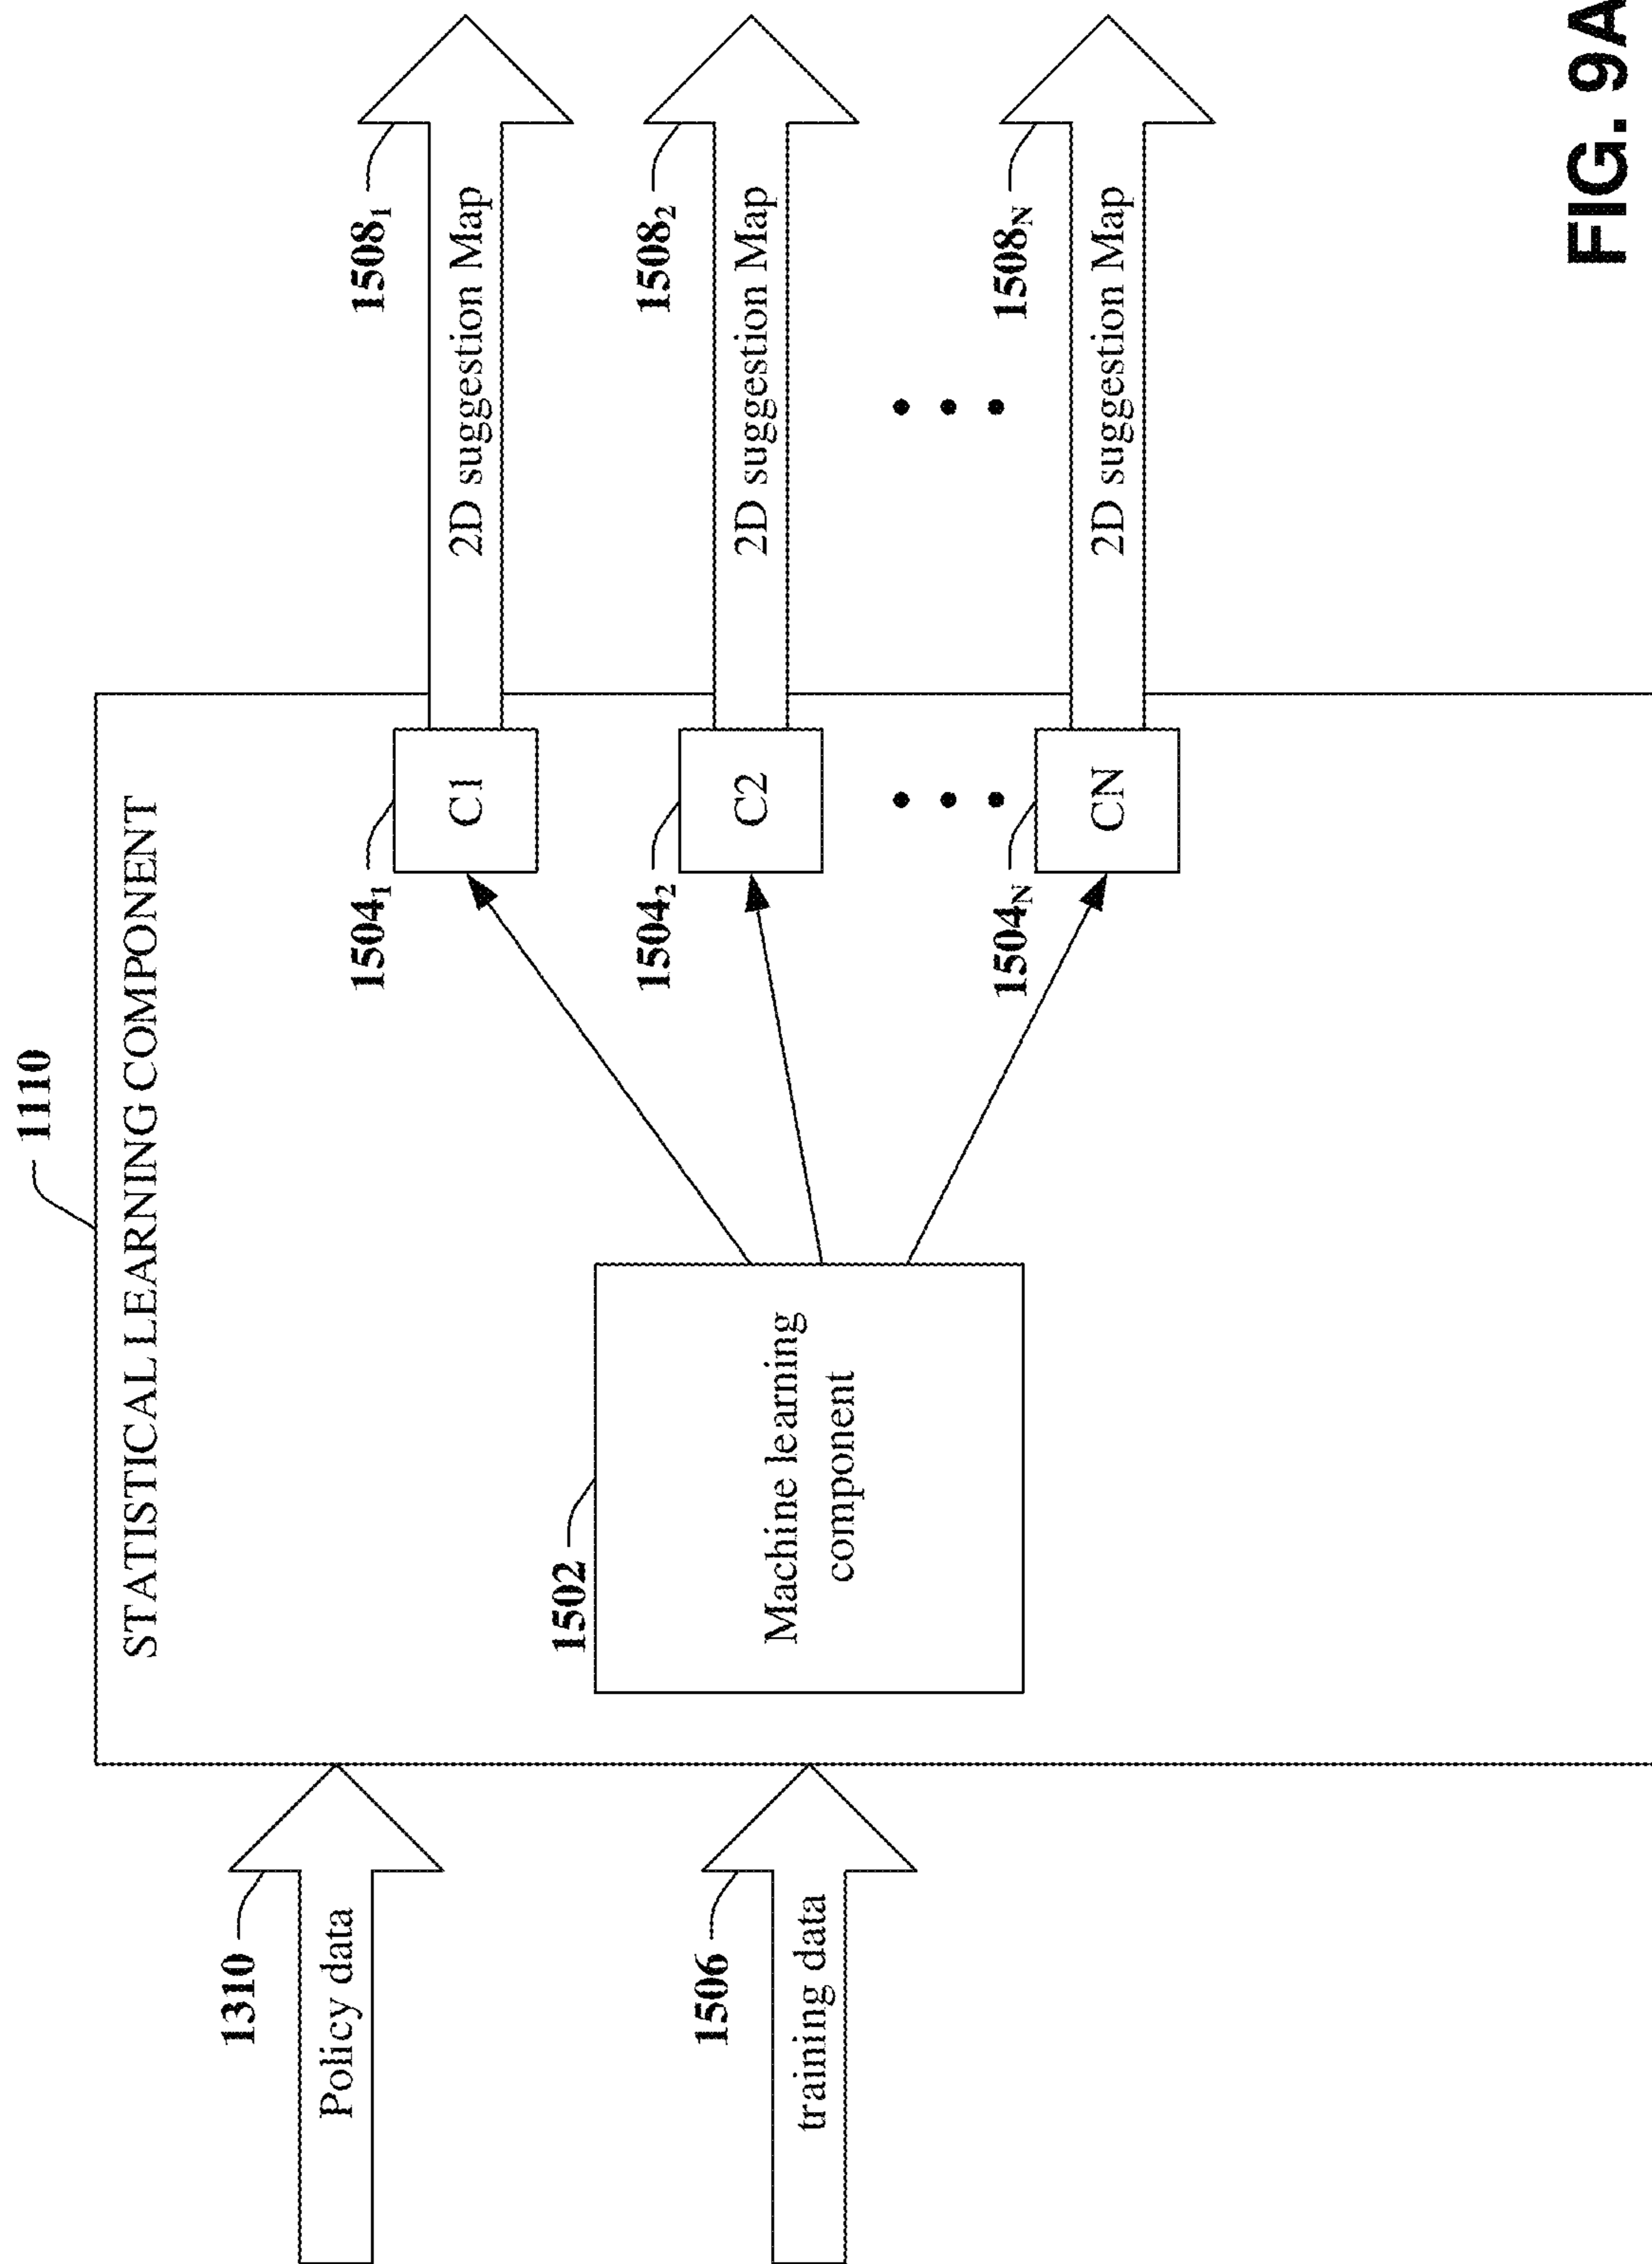 1110
STATISTICAL LEARNING COMPONENT
1310
Policy data
1506
training data
1502
Machine learning
component
1504₁
C1
1504₂
C2
1504N
CN
1508₁
2D suggestion Map
1508₂
2D suggestion Map
1508N
2D suggestion Map
FIG. 9A